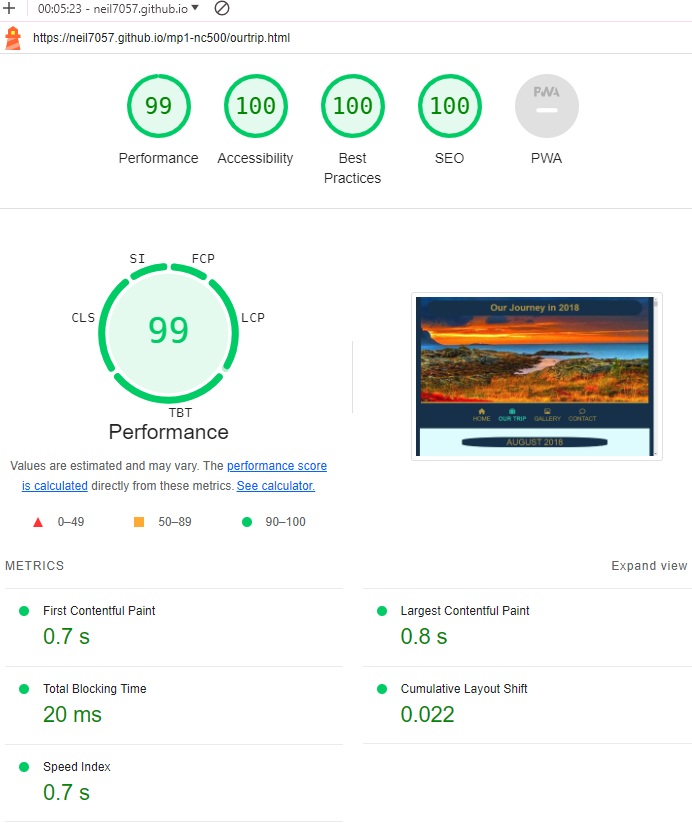 00:05:23 - neil7057.github.io
https://neil7057.github.io/mp1-nc500/ourtrip.html
99
100
100
100
PWA
Performance
Accessibility
Best
Practices
SEO
PWA
SI
FCP
CLS
LCP
99
TBT
Performance
Values are estimated and may vary. The performance score
is calculated directly from these metrics. See calculator.
0–49
50–89
90–100
Our Journey in 2018
HOME
OUR TRIP
GALLERY
CONTACT
AUGUST 2018
METRICS
Expand view
First Contentful Paint
0.7 s
Largest Contentful Paint
0.8 s
Total Blocking Time
20 ms
Cumulative Layout Shift
0.022
Speed Index
0.7 s